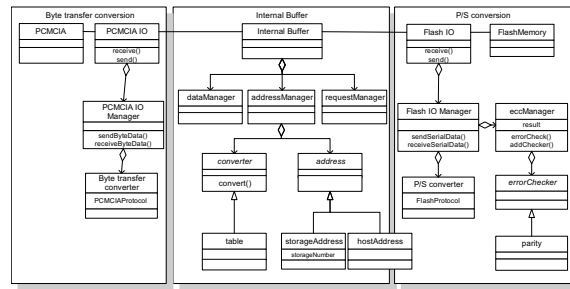 Byte transfer conversion
PCMCIA
PCMCIA IO
receive()
send()
PCMCIA IO
Manager
sendByteData()
receiveByteData()
Byte transfer
converter
PCMCIAProtocol
Internal Buffer
Internal Buffer
dataManager
addressManager
requestManager
converter
convert()
address
table
storageAddress
storageNumber
hostAddress
P/S conversion
Flash IO
receive()
send()
FlashMemory
Flash IO Manager
sendSerialData()
receiveSerialData()
eccManager
result
errorCheck()
addChecker()
P/S converter
FlashProtocol
errorChecker
parity